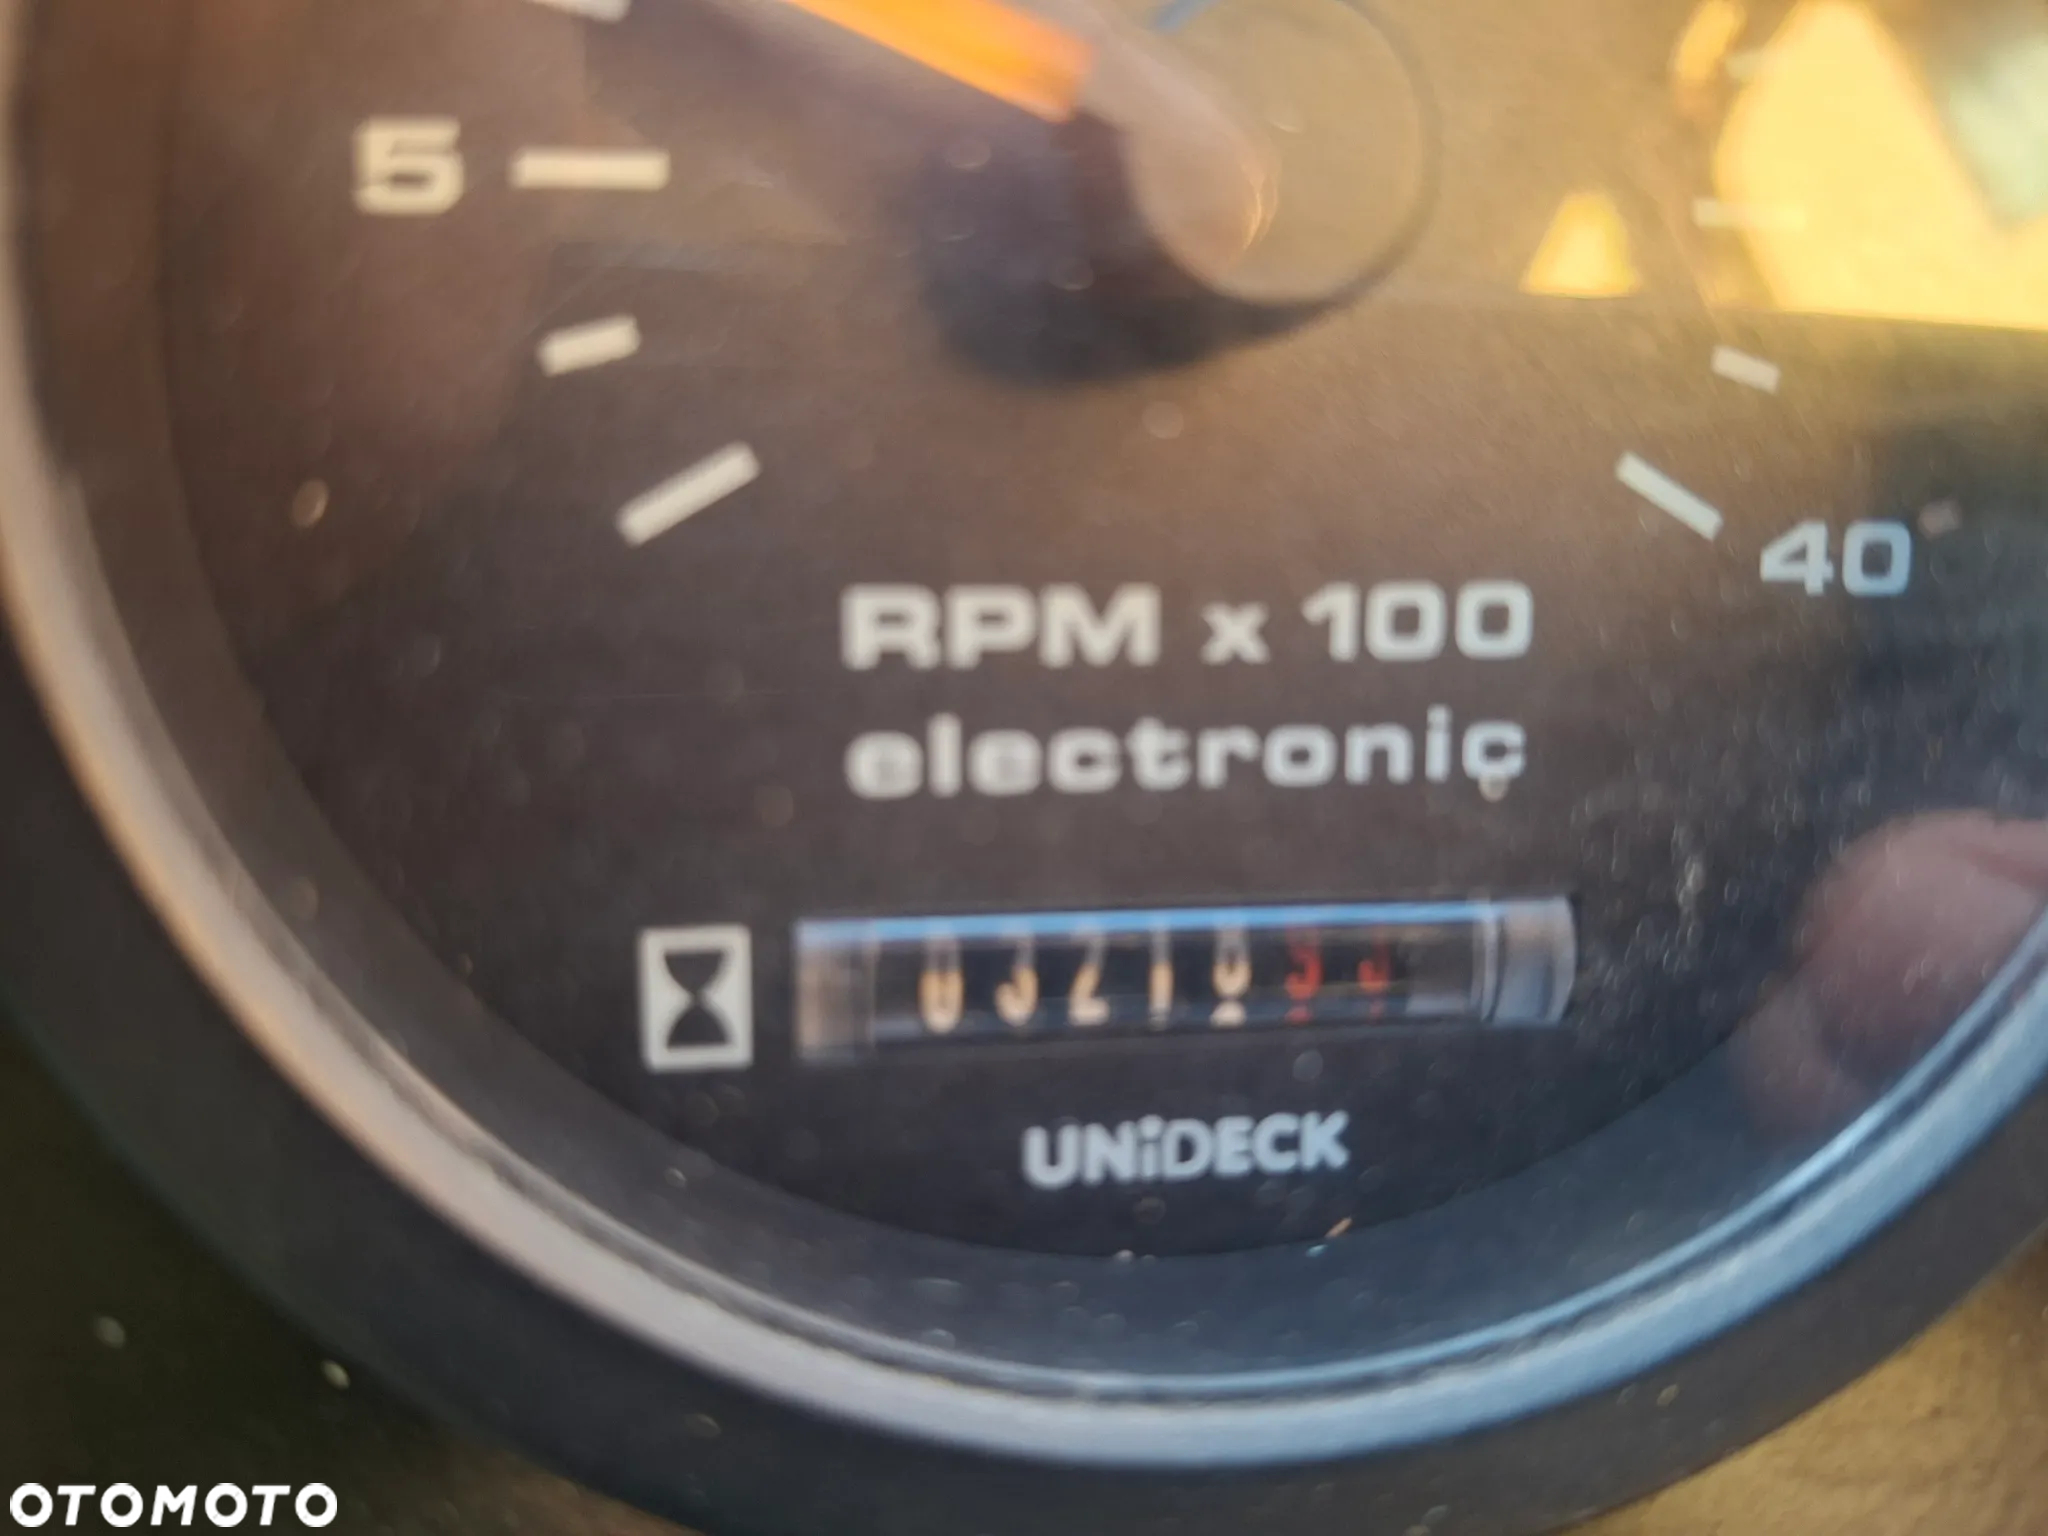 5
40
RPM x 100
electronic
UNiDECK
OTOMOTO